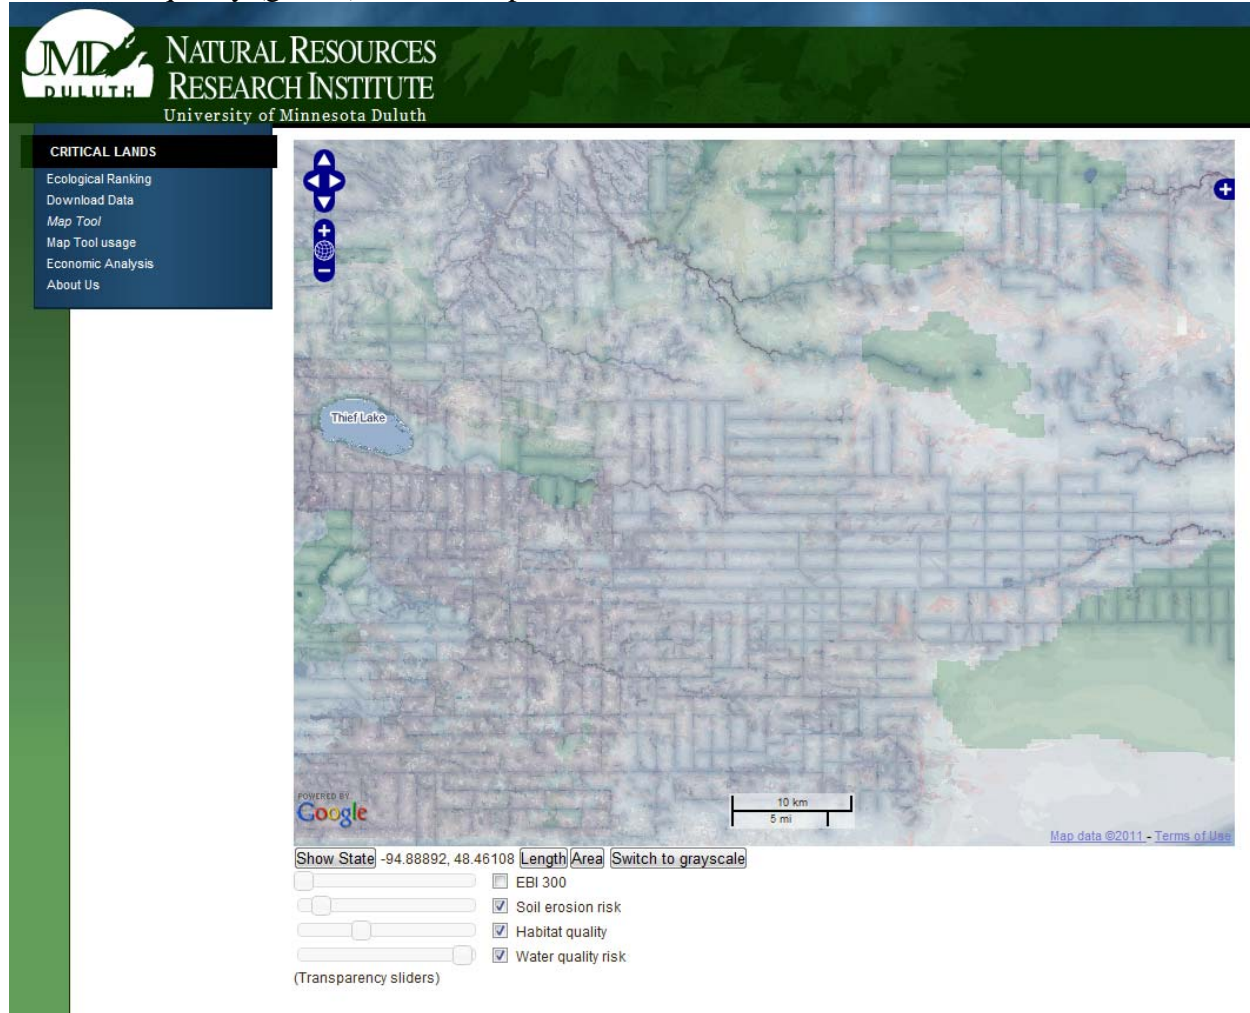 UMD
DULUTH
NATURAL RESOURCES
RESEARCH INSTITUTE
University of Minnesota Duluth
CRITICAL LANDS
Ecological Ranking
Download Data
Map Tool
Map Tool usage
Economic Analysis
About Us
Thief Lake
POWERED BY
Google
10 km
5 mi
Map data ©2011 - Terms of Use
Show State -94.88892, 48.46108 Length Area Switch to grayscale
EBI 300
Soil erosion risk
Habitat quality
Water quality risk
(Transparency sliders)